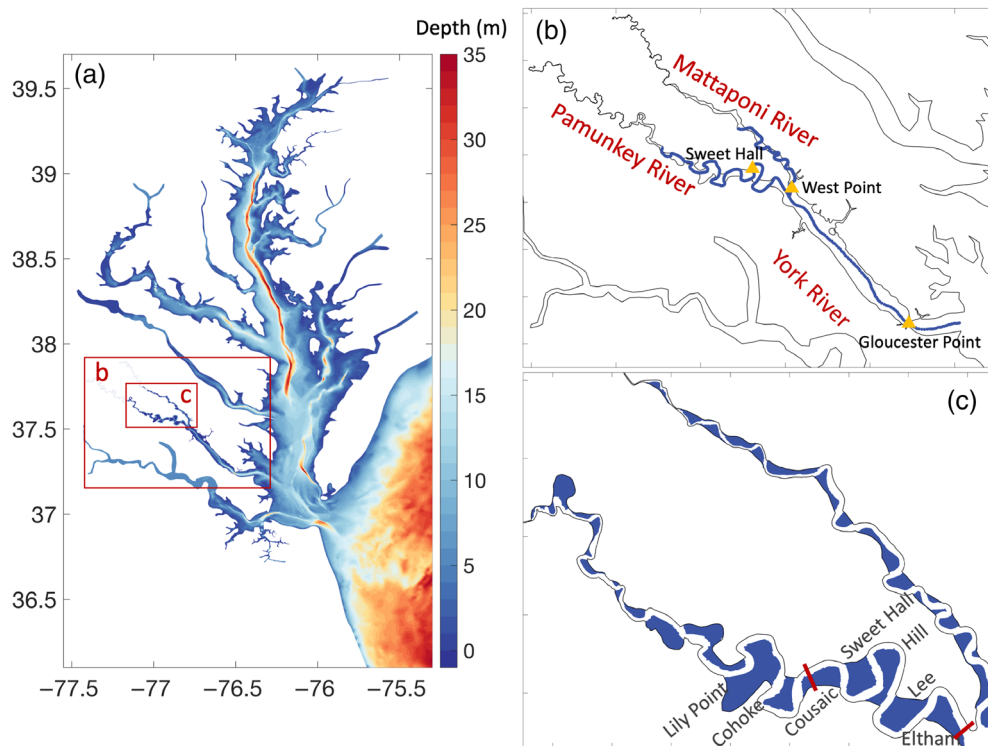 Depth (m)
(a)
39.5
39
38.5
38
37.5
37
36.5
−77.5
−77
−76.5
−76
−75.5
b
c
35
30
25
20
15
10
5
0
(b)
Mattaponi River
Pamunkey River
Sweet Hall
West Point
York River
Gloucester Point
(c)
Sweet Hall
Hill
Lee
Lily Point
Cohoke
Cousaic
Eltham